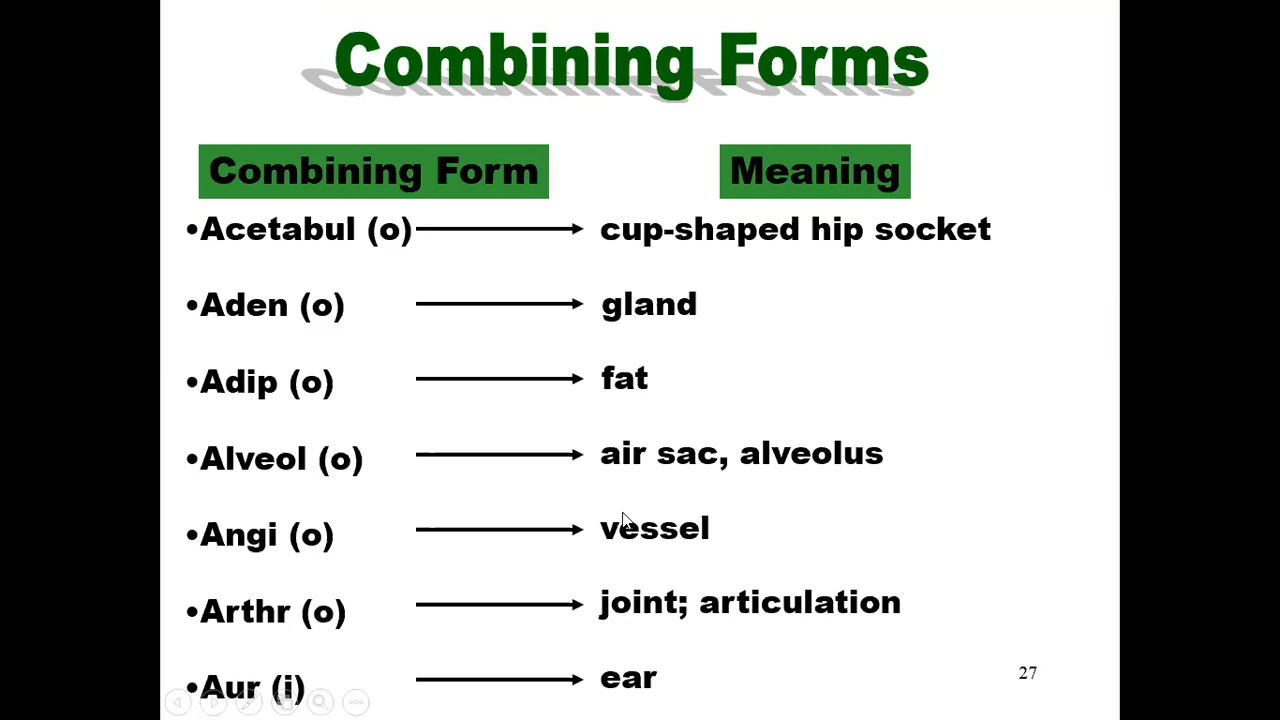 Combining Forms
Combining Form Meaning
•Acetabul (o) cup-shaped hip socket
•Aden (o) gland
•Adip (o) fat
•Alveol (o) air sac, alveolus
•Angi (o) vessel
•Arthr (o) joint; articulation
•Aur (i) ear
27